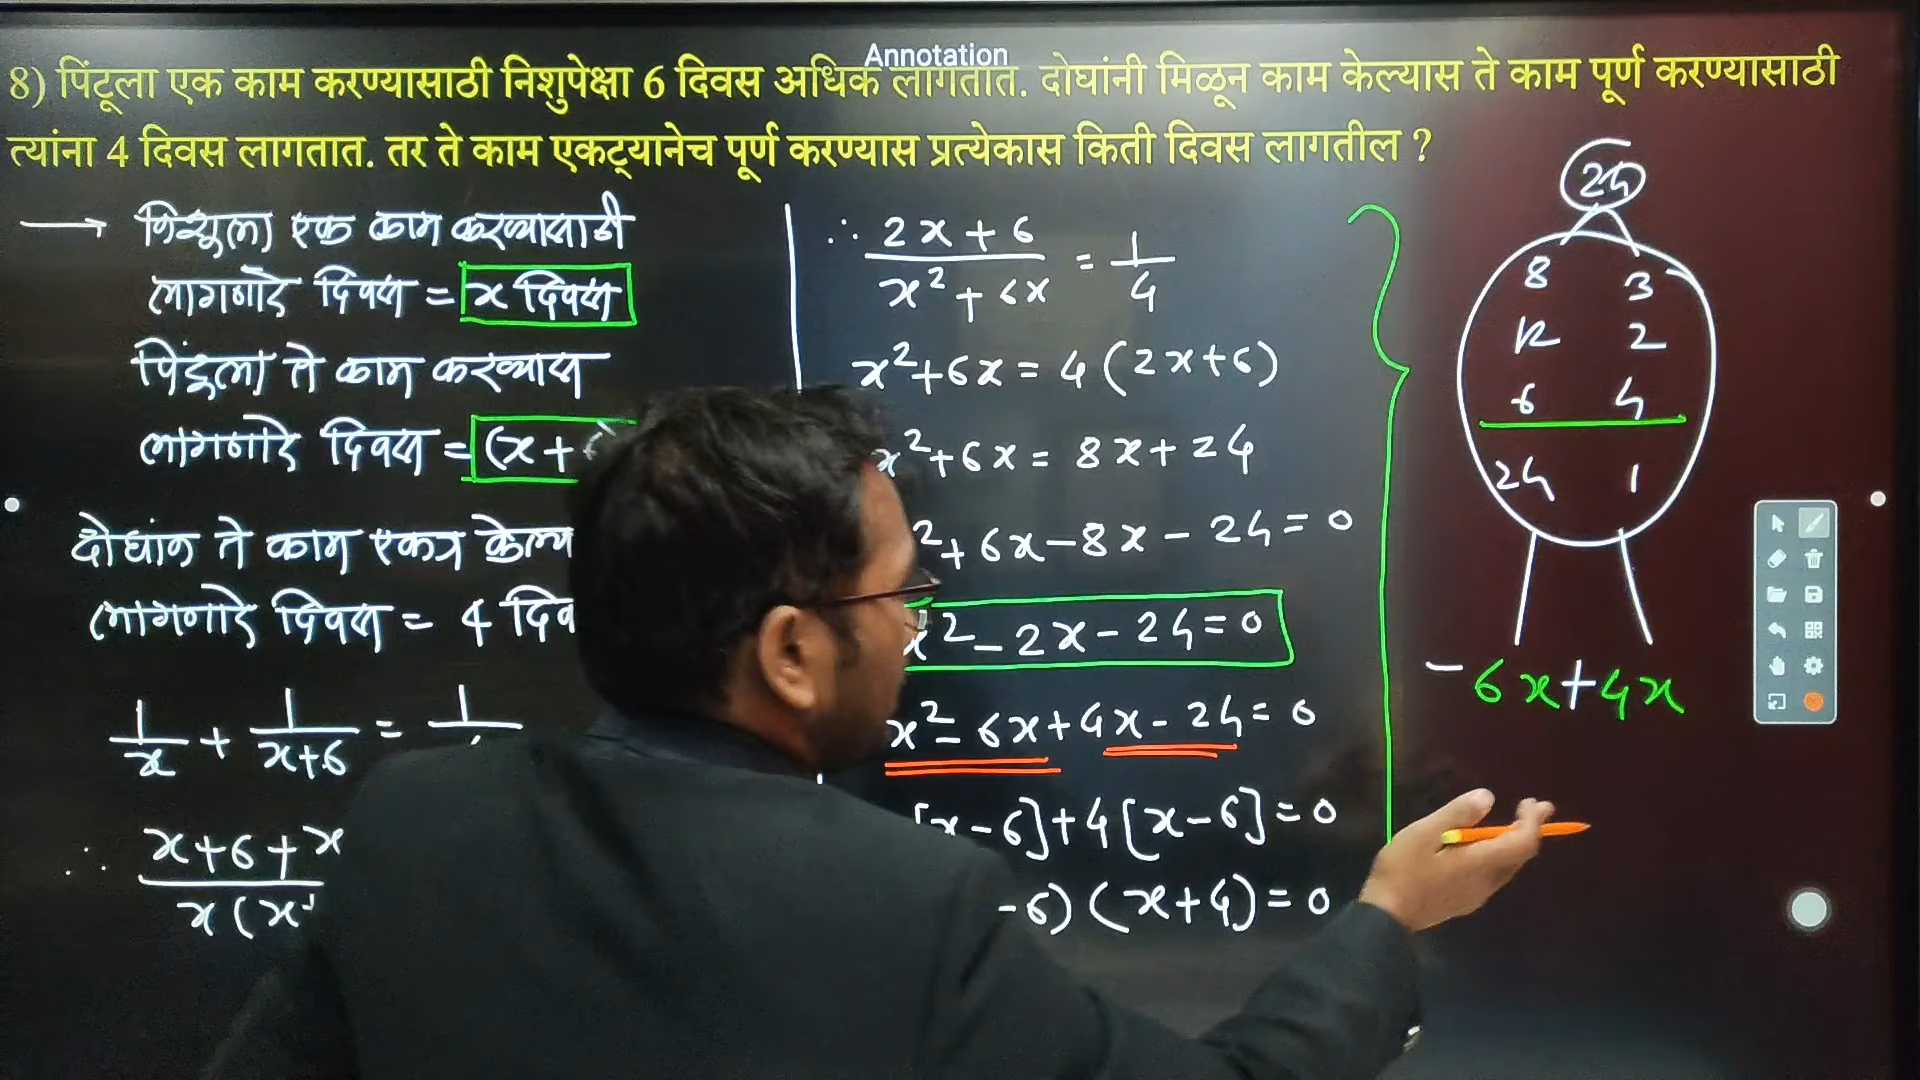 Annotation
8) पिंटूला एक काम करण्यासाठी निशुपेक्षा 6 दिवस अधिक लागतात. दोघांनी मिळून काम केल्यास ते काम पूर्ण करण्यासाठी
त्यांना 4 दिवस लागतात. तर ते काम एकट्यानेच पूर्ण करण्यास प्रत्येकास किती दिवस लागतील ?
निशुला एक काम करण्यासाठी
लागणारे दिवस = x दिवस
पिंटूला ते काम करण्यास
लागणारे दिवस = (x+
दोघांना ते काम एकत्र
लागणारे दिवस = 4
1/x + 1/(x+6) = 1
∴ x+6+x
x(x
∴ (2x+6)/(x²+6x) = 1/4
x²+6x = 4(2x+6)
x²+6x = 8x+24
²+6x-8x-24=0
x²-2x-24=0
x²-6x+4x-24=0
[x-6]+4[x-6]=0
-6)(x+4)=0
24
8 3
12 2
6 4
24 1
-6x+4x